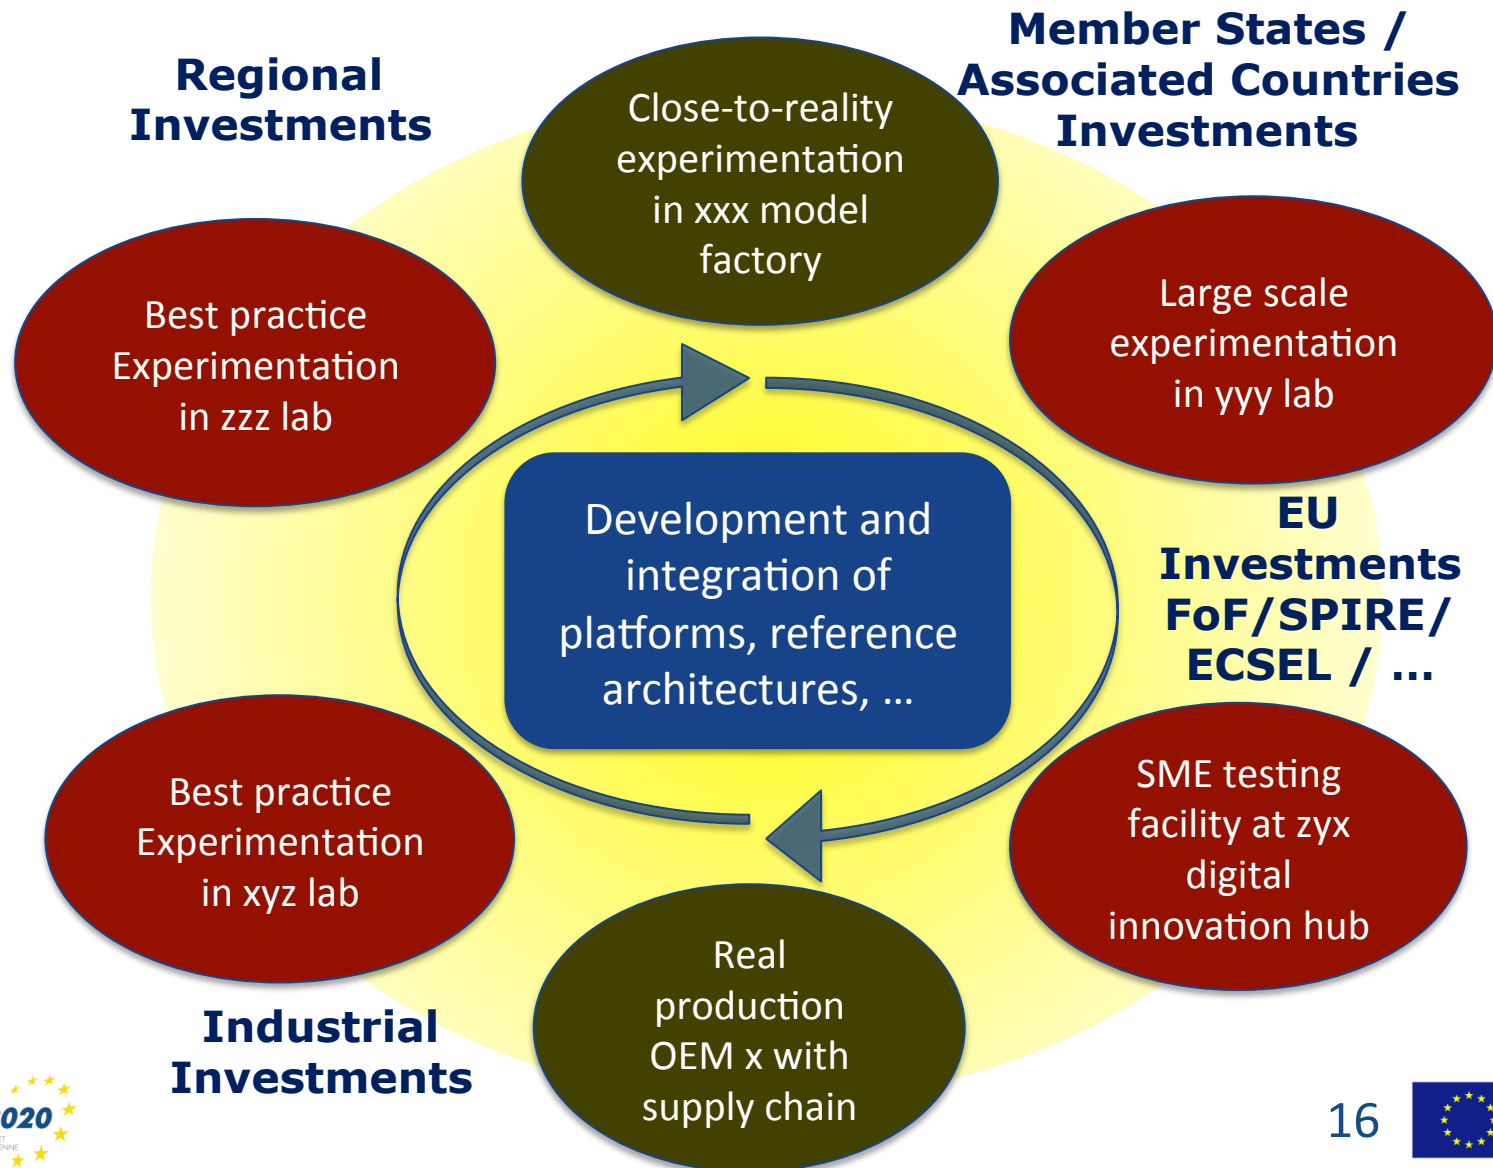 Regional
Investments
Member States /
Associated Countries
Investments
Close-to-reality
experimentation
in xxx model
factory
Best practice
Experimentation
in zzz lab
Large scale
experimentation
in yyy lab
Development and
integration of
platforms, reference
architectures, ...
EU
Investments
FoF/SPIRE/
ECSEL / ...
Best practice
Experimentation
in xyz lab
SME testing
facility at zyx
digital
innovation hub
Real
production
OEM x with
supply chain
Industrial
Investments
2020
16